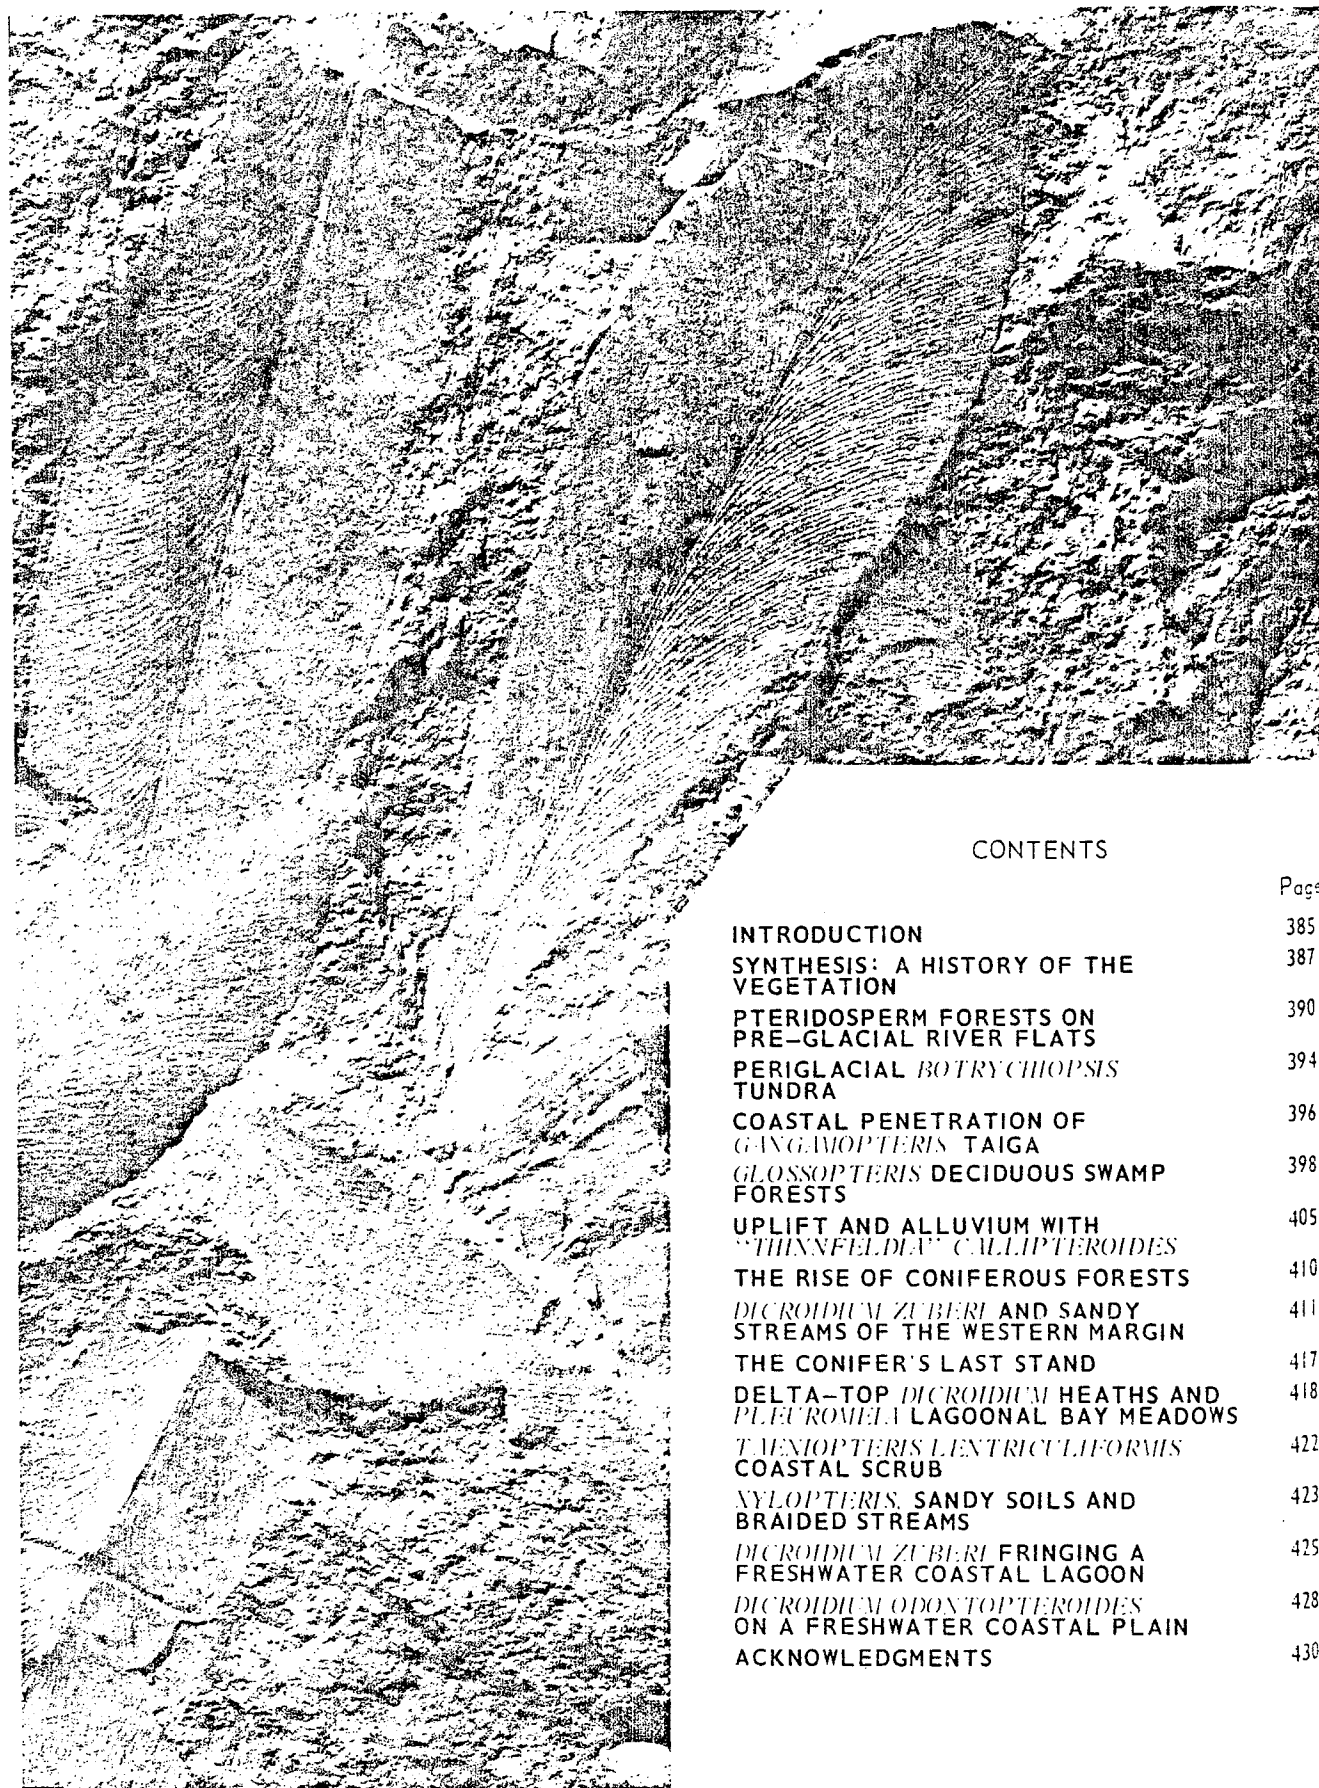 CONTENTS
Page
INTRODUCTION 385
SYNTHESIS: A HISTORY OF THE 387
VEGETATION
PTERIDOSPERM FORESTS ON 390
PRE–GLACIAL RIVER FLATS
PERIGLACIAL BOTRYCHIOPSIS 394
TUNDRA
COASTAL PENETRATION OF 396
GANGAMOPTERIS TAIGA
GLOSSOPTERIS DECIDUOUS SWAMP 398
FORESTS
UPLIFT AND ALLUVIUM WITH 405
“THINNFELDIA” CALLIPTEROIDES
THE RISE OF CONIFEROUS FORESTS 410
DICROIDIUM ZUBERI AND SANDY 411
STREAMS OF THE WESTERN MARGIN
THE CONIFER'S LAST STAND 417
DELTA–TOP DICROIDIUM HEATHS AND 418
PLEUROMEIA LAGOONAL BAY MEADOWS
TAENIOPTERIS LENTRICULIFORMIS 422
COASTAL SCRUB
XYLOPTERIS, SANDY SOILS AND 423
BRAIDED STREAMS
DICROIDIUM ZUBERI FRINGING A 425
FRESHWATER COASTAL LAGOON
DICROIDIUM ODONTOPTEROIDES 428
ON A FRESHWATER COASTAL PLAIN
ACKNOWLEDGMENTS 430